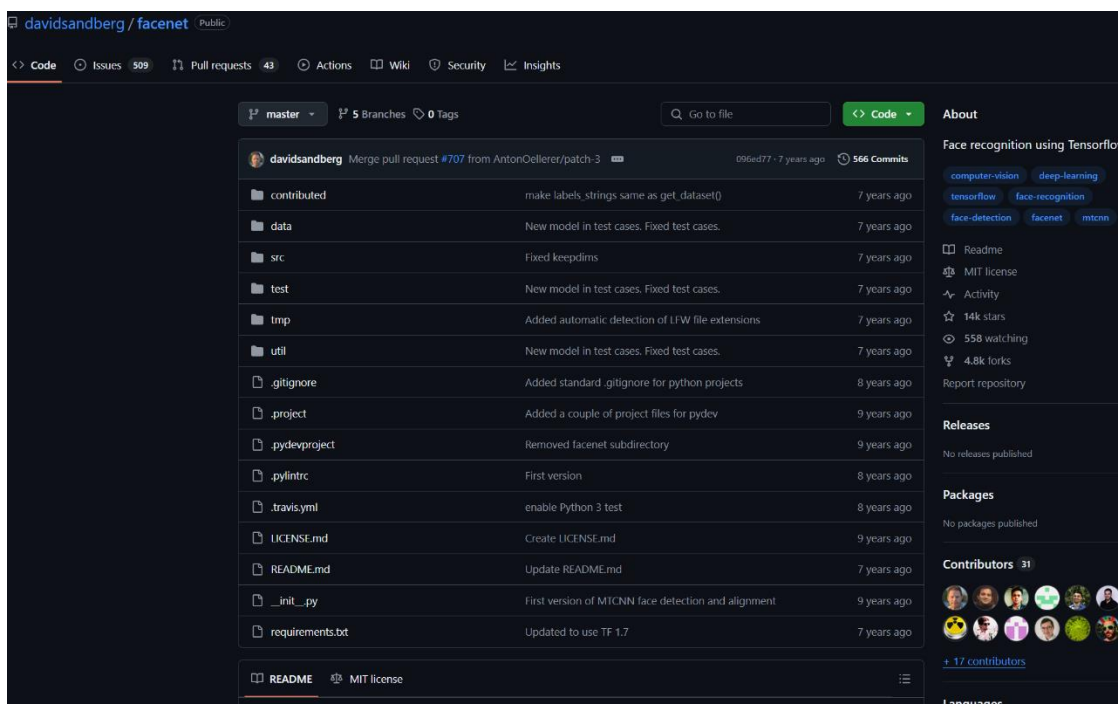 davidsandberg / facenet Public
Code Issues 509 Pull requests 43 Actions Wiki Security Insights
master 5 Branches 0 Tags Go to file Code
davidsandberg Merge pull request #707 from AntonOellerer/patch-3 096ed77 · 7 years ago 566 Commits
contributed make labels_strings same as get_dataset() 7 years ago
data New model in test cases. Fixed test cases. 7 years ago
src Fixed keepdims 7 years ago
test New model in test cases. Fixed test cases. 7 years ago
tmp Added automatic detection of LFW file extensions 7 years ago
util New model in test cases. Fixed test cases. 7 years ago
.gitignore Added standard .gitignore for python projects 8 years ago
.project Added a couple of project files for pydev 9 years ago
.pydevproject Removed facenet subdirectory 9 years ago
.pylintrc First version 8 years ago
.travis.yml enable Python 3 test 8 years ago
LICENSE.md Create LICENSE.md 9 years ago
README.md Update README.md 7 years ago
__init__.py First version of MTCNN face detection and alignment 9 years ago
requirements.txt Updated to use TF 1.7 7 years ago
README MIT license
About
Face recognition using Tensorflo
computer-vision deep-learning
tensorflow face-recognition
face-detection facenet mtcnn
Readme
MIT license
Activity
14k stars
558 watching
4.8k forks
Report repository
Releases
No releases published
Packages
No packages published
Contributors 31
+ 17 contributors
Languages